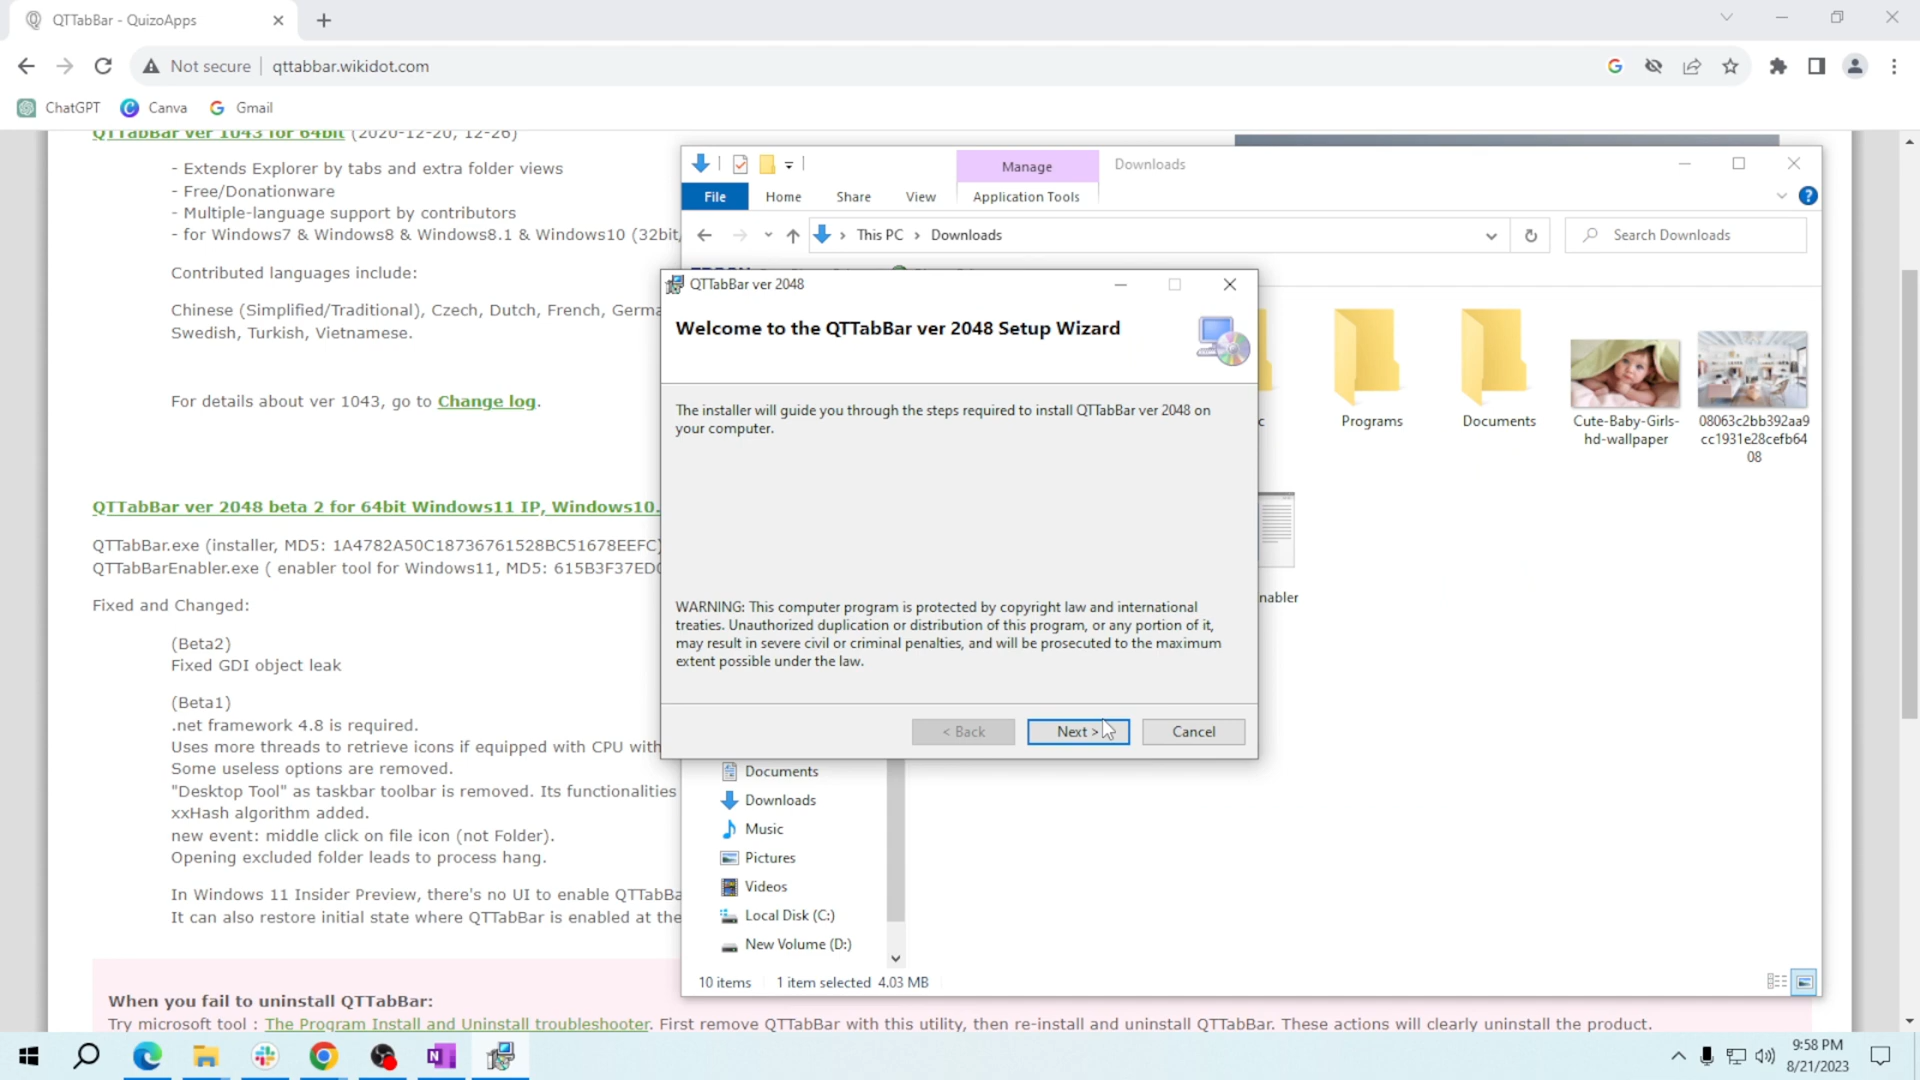 QTTabBar - QuizoApps
Not secure
qttabbar.wikidot.com
ChatGPT
Canva
Gmail
QTTabBar ver 1043 for 64bit (2020-12-20, 12-26)
- Extends Explorer by tabs and extra folder views
- Free/Donationware
- Multiple-language support by contributors
- for Windows7 & Windows8 & Windows8.1 & Windows10 (32bit,
Contributed languages include:
Chinese (Simplified/Traditional), Czech, Dutch, French, Germa
Swedish, Turkish, Vietnamese.
For details about ver 1043, go to Change log.
QTTabBar ver 2048 beta 2 for 64bit Windows11 IP, Windows10.
QTTabBar.exe (installer, MD5: 1A4782A50C18736761528BC51678EEFC)
QTTabBarEnabler.exe ( enabler tool for Windows11, MD5: 615B3F37ED0
Fixed and Changed:
(Beta2)
Fixed GDI object leak
(Beta1)
.net framework 4.8 is required.
Uses more threads to retrieve icons if equipped with CPU with
Some useless options are removed.
"Desktop Tool" as taskbar toolbar is removed. Its functionalities
xxHash algorithm added.
new event: middle click on file icon (not Folder).
Opening excluded folder leads to process hang.
In Windows 11 Insider Preview, there's no UI to enable QTTabBa
It can also restore initial state where QTTabBar is enabled at the
When you fail to uninstall QTTabBar:
Try microsoft tool : The Program Install and Uninstall troubleshooter. First remove QTTabBar with this utility, then re-install and uninstall QTTabBar. These actions will clearly uninstall the product.
Manage
Downloads
File
Home
Share
View
Application Tools
This PC
Downloads
Search Downloads
c
Programs
Documents
Cute-Baby-Girls-
hd-wallpaper
08063c2bb392aa9
cc1931e28cefb64
08
nabler
QTTabBar ver 2048
Welcome to the QTTabBar ver 2048 Setup Wizard
The installer will guide you through the steps required to install QTTabBar ver 2048 on
your computer.
WARNING: This computer program is protected by copyright law and international
treaties. Unauthorized duplication or distribution of this program, or any portion of it,
may result in severe civil or criminal penalties, and will be prosecuted to the maximum
extent possible under the law.
< Back
Next >
Cancel
Documents
Downloads
Music
Pictures
Videos
Local Disk (C:)
New Volume (D:)
10 items
1 item selected 4.03 MB
9:58 PM
8/21/2023